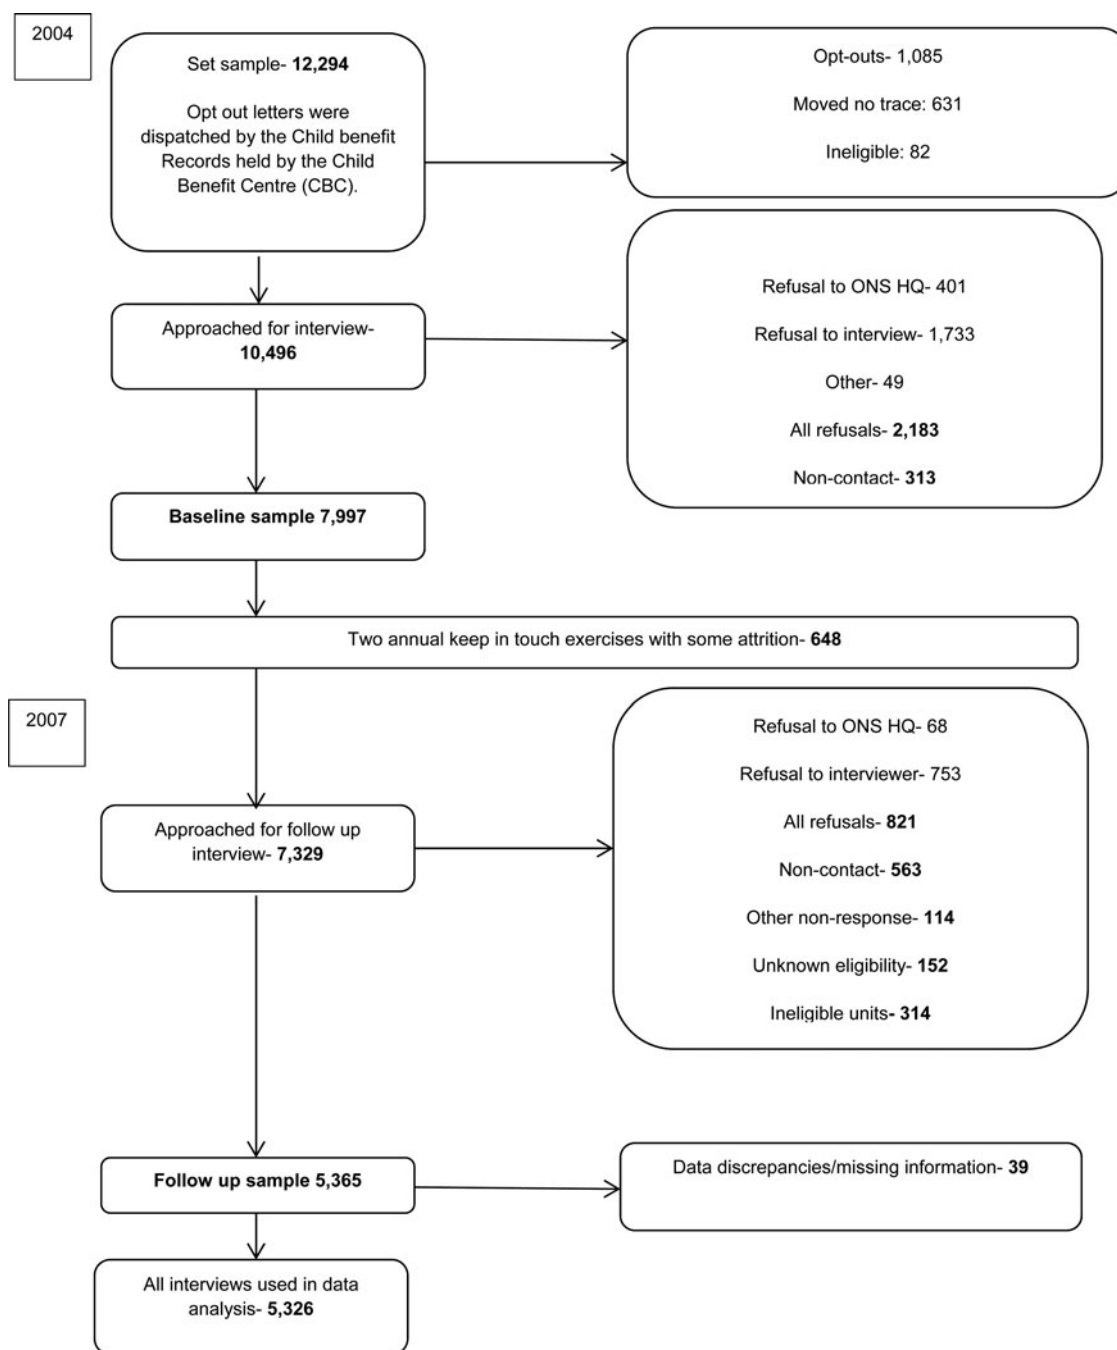 2004
Set sample- 12,294
Opt out letters were
dispatched by the Child benefit
Records held by the Child
Benefit Centre (CBC).
Opt-outs- 1,085
Moved no trace: 631
Ineligible: 82
Approached for interview-
10,496
Refusal to ONS HQ- 401
Refusal to interview- 1,733
Other- 49
All refusals- 2,183
Non-contact- 313
Baseline sample 7,997
Two annual keep in touch exercises with some attrition- 648
2007
Approached for follow up
interview- 7,329
Refusal to ONS HQ- 68
Refusal to interviewer- 753
All refusals- 821
Non-contact- 563
Other non-response- 114
Unknown eligibility- 152
Ineligible units- 314
Follow up sample 5,365
Data discrepancies/missing information- 39
All interviews used in data
analysis- 5,326